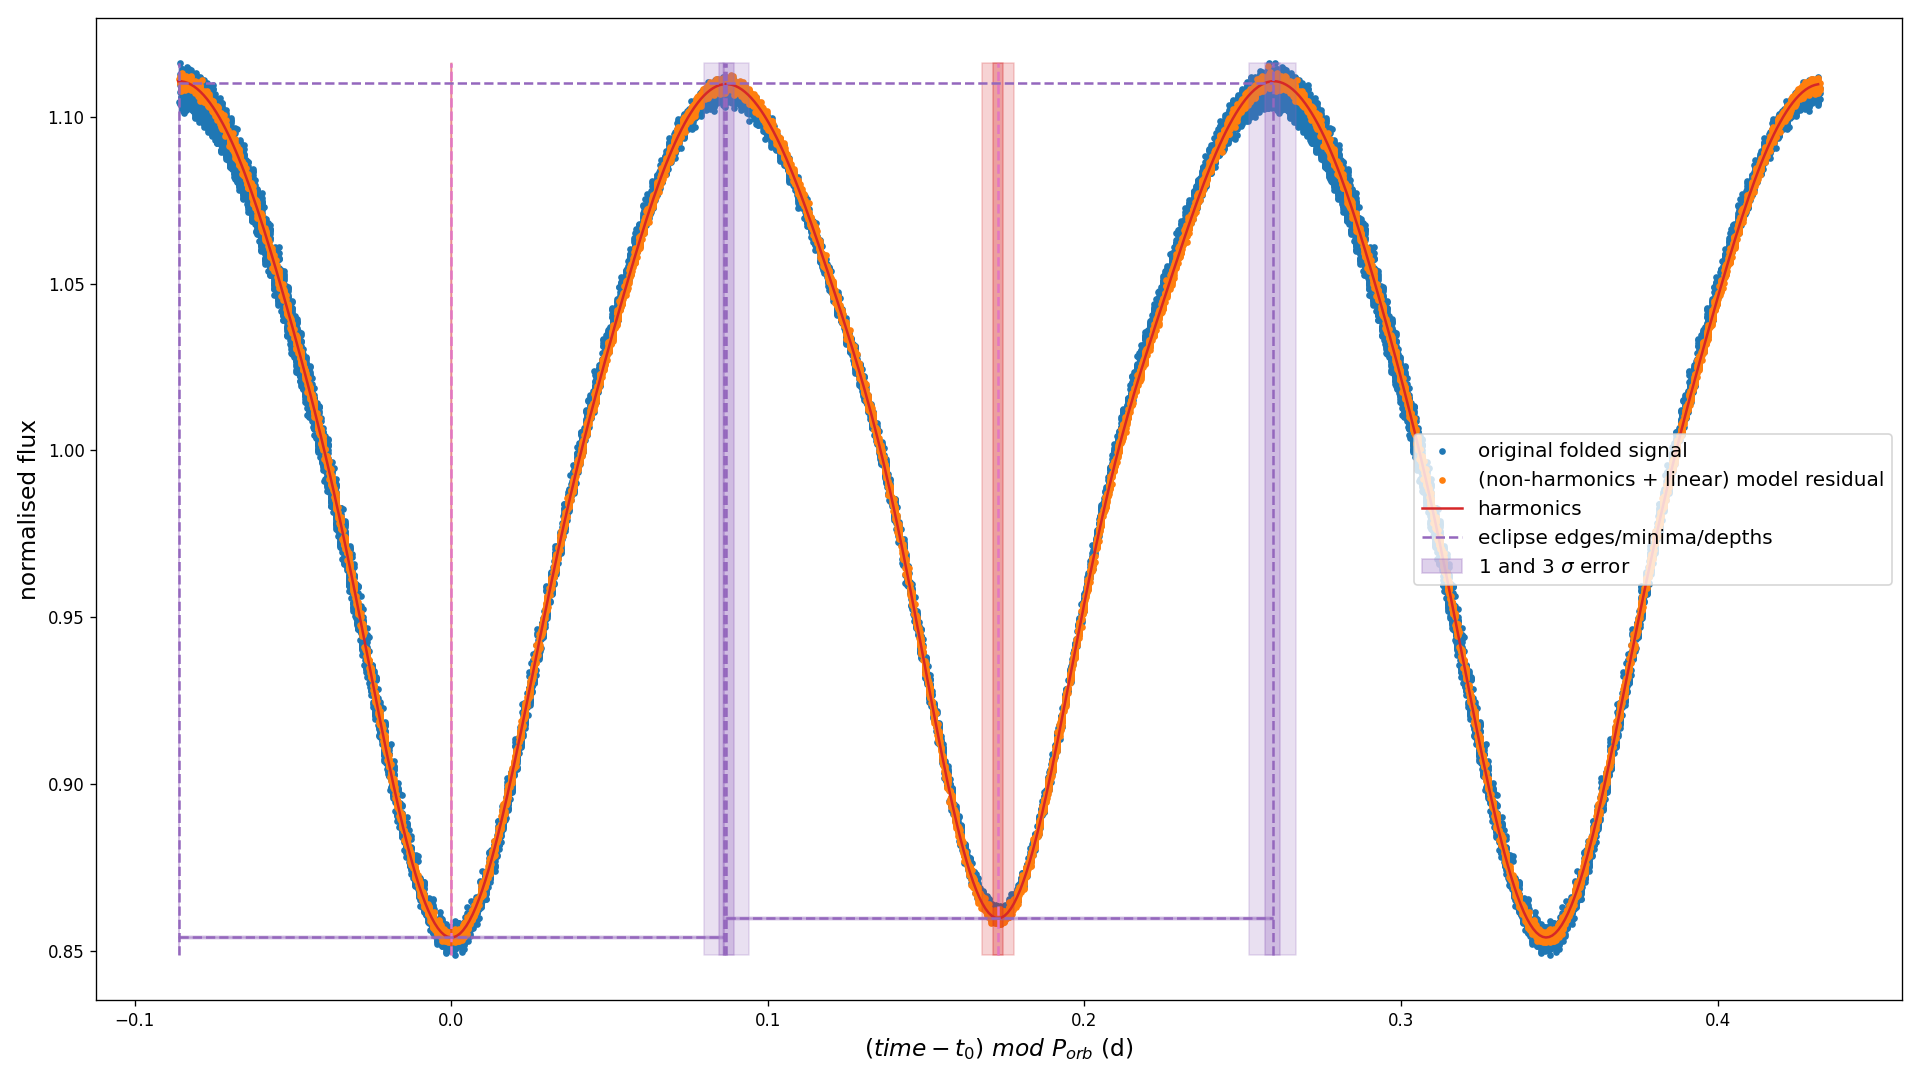 normalised flux
1.10
1.05
1.00
0.95
0.90
0.85
original folded signal
(non-harmonics + linear) model residual
harmonics
eclipse edges/minima/depths
1 and 3 σ error
−0.1 0.0 0.1 0.2 0.3 0.4
(time − t₀) mod P_orb (d)